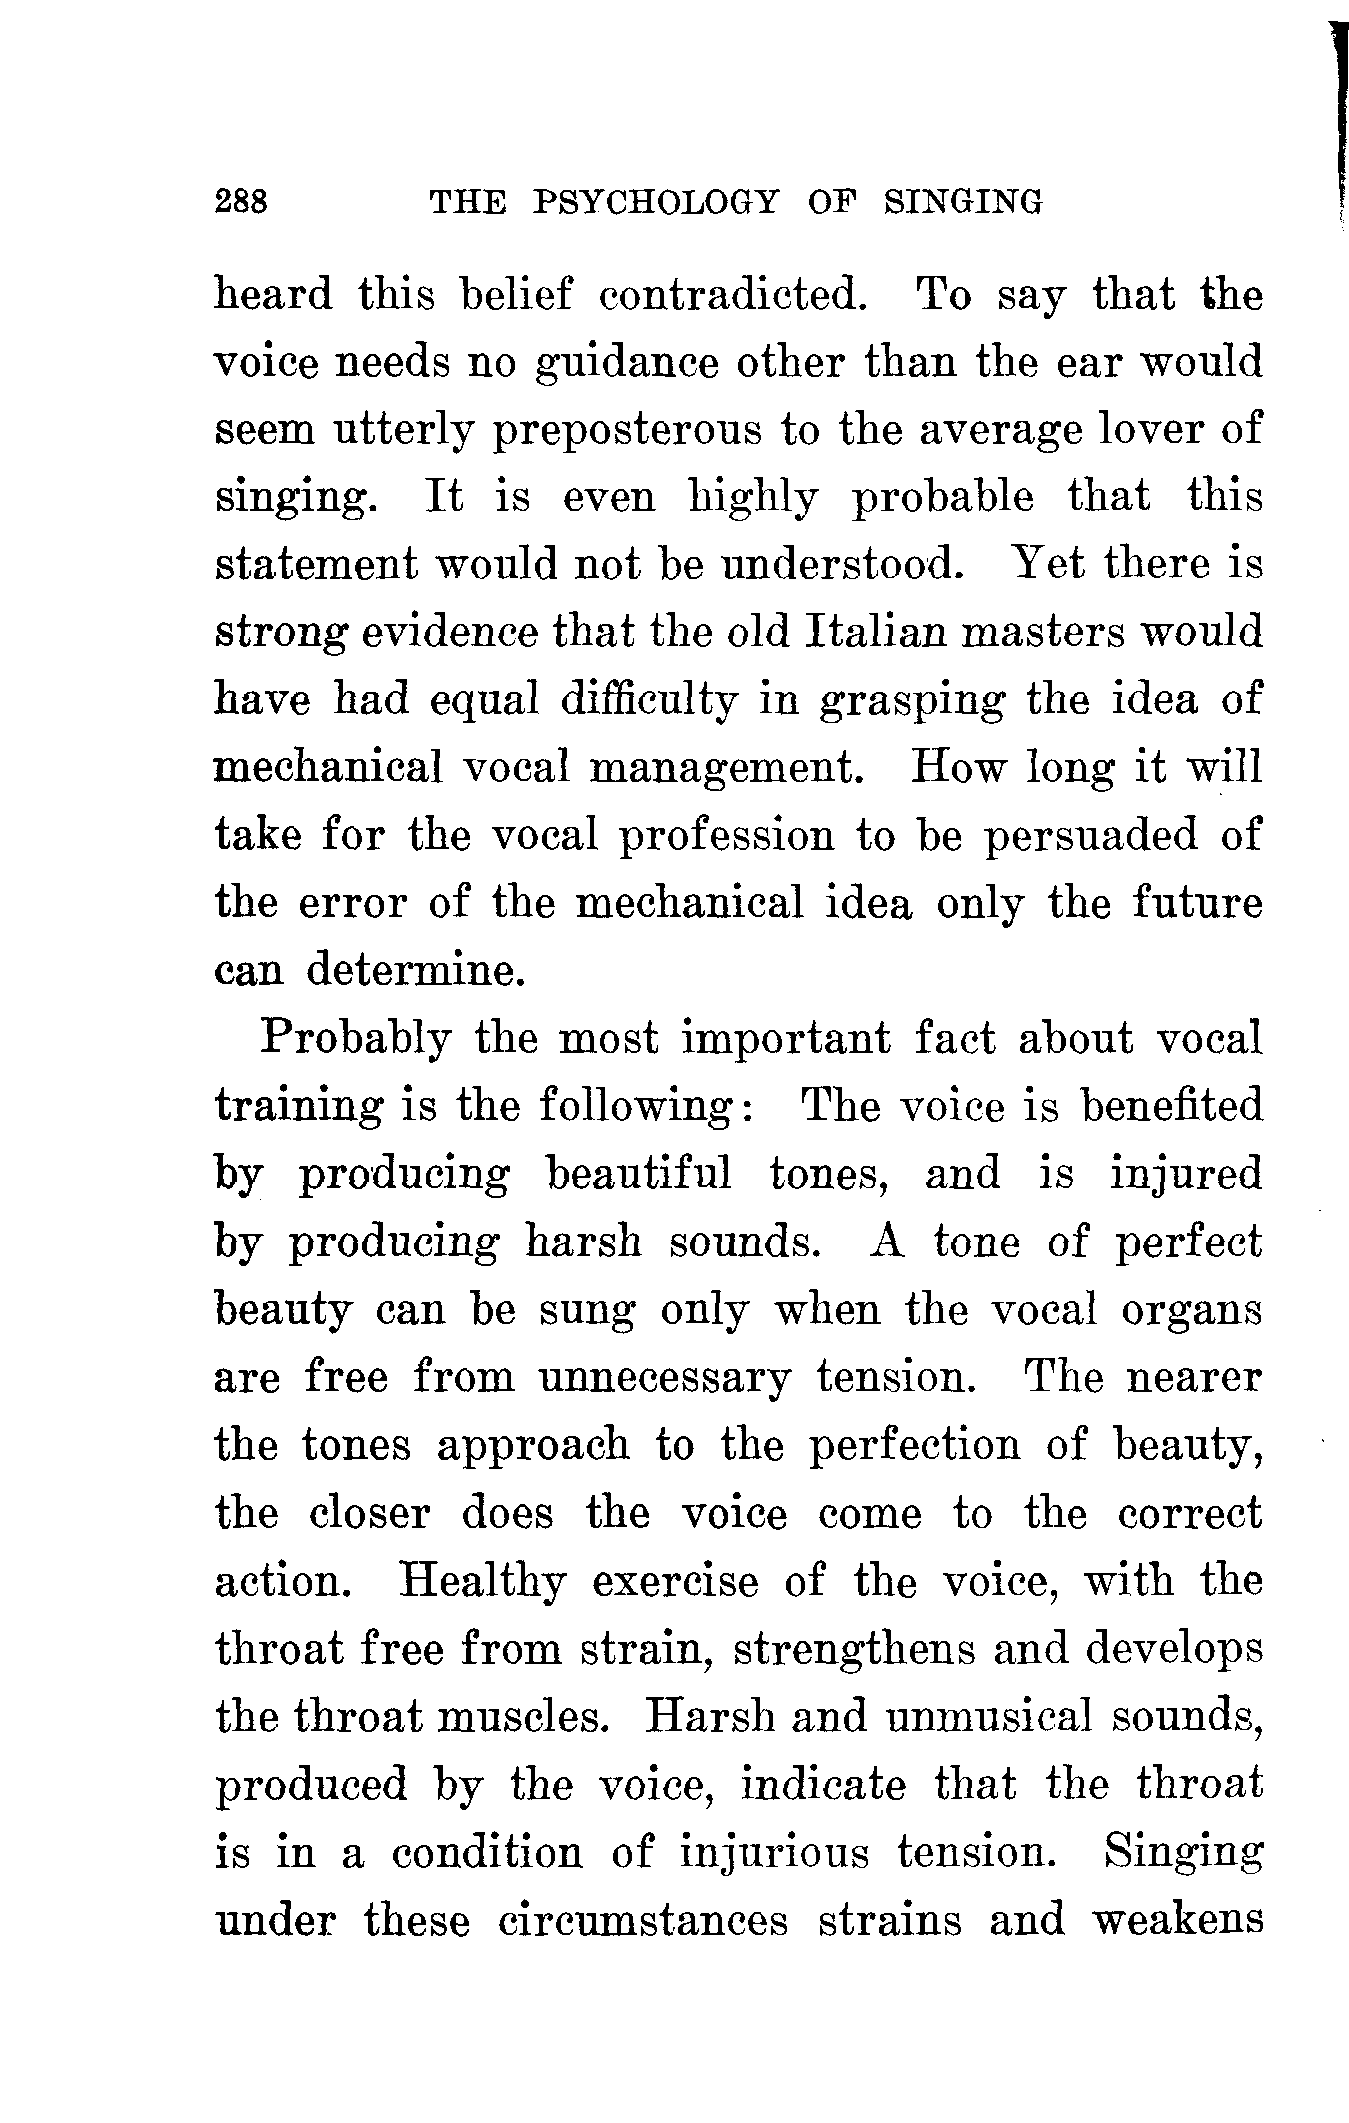 288 THE PSYCHOLOGY OF SINGING
heard this belief contradicted. To say that the
voice needs no guidance other than the ear would
seem utterly preposterous to the average lover of
singing. It is even highly probable that this
statement would not be understood. Yet there is
strong evidence that the old Italian masters would
have had equal difficulty in grasping the idea of
mechanical vocal management. How long it will
take for the vocal profession to be persuaded of
the error of the mechanical idea only the future
can determine.
Probably the most important fact about vocal
training is the following: The voice is benefited
by producing beautiful tones, and is injured
by producing harsh sounds. A tone of perfect
beauty can be sung only when the vocal organs
are free from unnecessary tension. The nearer
the tones approach to the perfection of beauty,
the closer does the voice come to the correct
action. Healthy exercise of the voice, with the
throat free from strain, strengthens and develops
the throat muscles. Harsh and unmusical sounds,
produced by the voice, indicate that the throat
is in a condition of injurious tension. Singing
under these circumstances strains and weakens